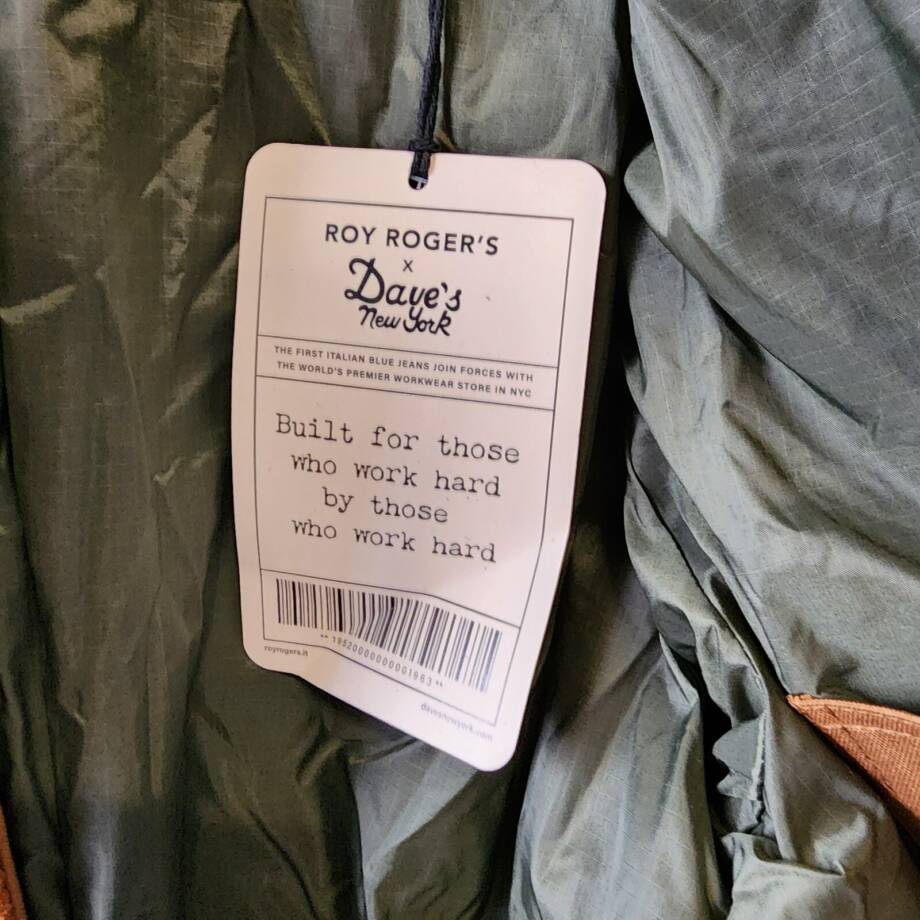 ROY ROGER'S
x
Dave's
New York
THE FIRST ITALIAN BLUE JEANS JOIN FORCES WITH
THE WORLD'S PREMIER WORKWEAR STORE IN NYC
Built for those
who work hard
by those
who work hard
** 19520000000001963 **
royrogers.it
davesnewyork.com